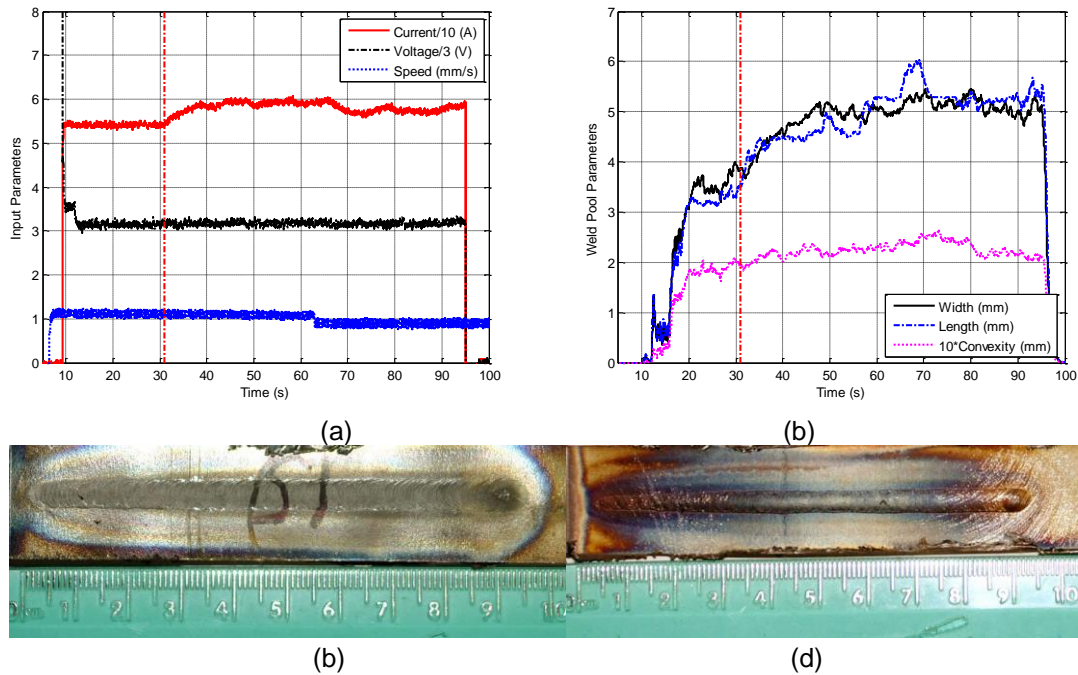 8
7
6
5
4
3
2
1
0
Input Parameters
10 20 30 40 50 60 70 80 90 100
Time (s)
Current/10 (A)
Voltage/3 (V)
Speed (mm/s)
(a)
7
6
5
4
3
2
1
0
Weld Pool Parameters
10 20 30 40 50 60 70 80 90 100
Time (s)
Width (mm)
Length (mm)
10*Convexity (mm)
(b)
1 2 3 4 5 6 7 8 9 10
(b)
1 2 3 4 5 6 7 8 9 10
(d)